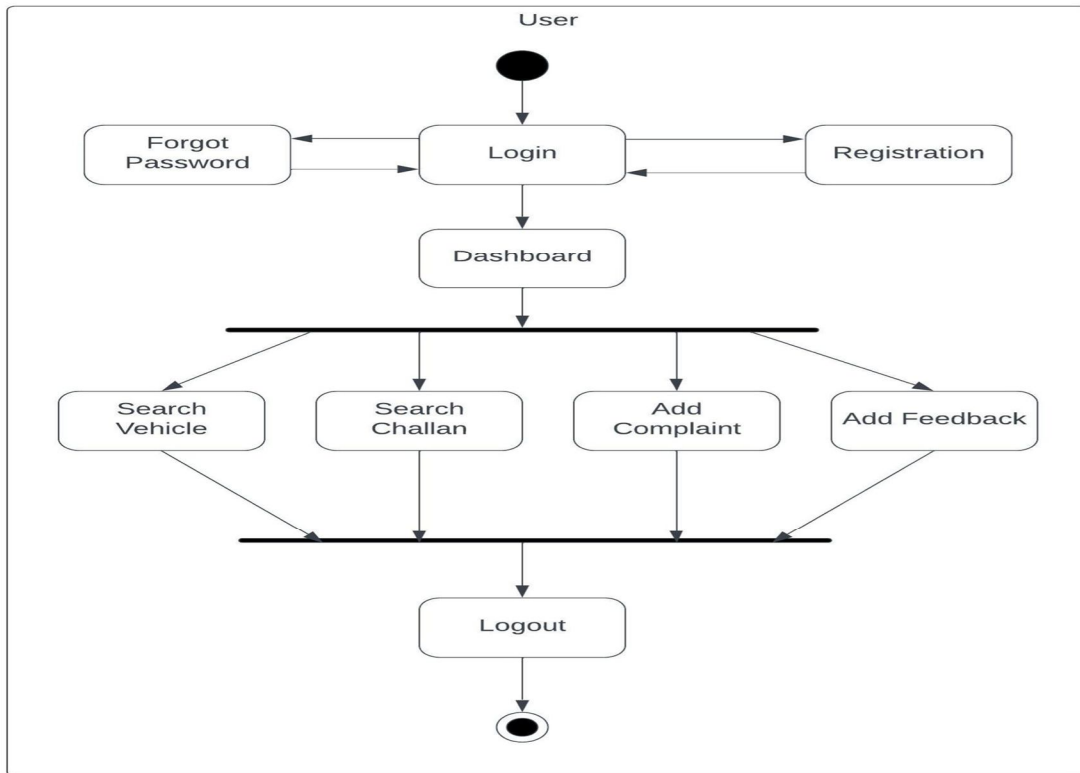 User
Forgot
Password
Login
Registration
Dashboard
Search
Vehicle
Search
Challan
Add
Complaint
Add Feedback
Logout